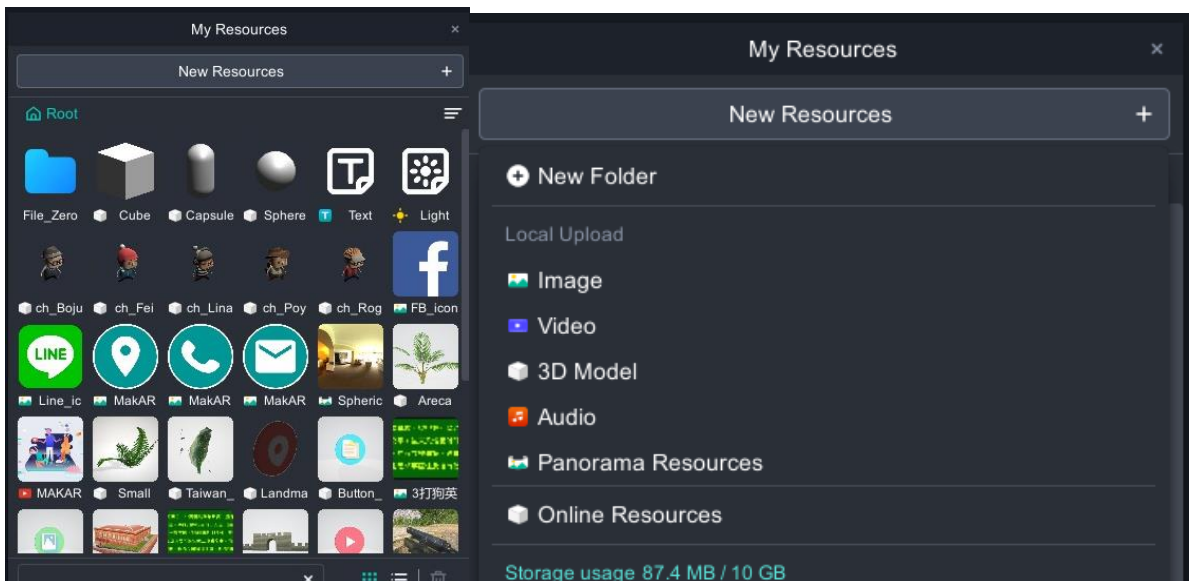 My Resources ×
New Resources +
Root
File_Zero Cube Capsule Sphere Text Light
ch_Boju ch_Fei ch_Lina ch_Poy ch_Rog FB_icon
LINE
Line_ic MakAR MakAR MakAR Spheric Areca
MAKAR Small Taiwan_ Landma Button_ 3打狗英
My Resources ×
New Resources +
New Folder
Local Upload
Image
Video
3D Model
Audio
Panorama Resources
Online Resources
Storage usage 87.4 MB / 10 GB